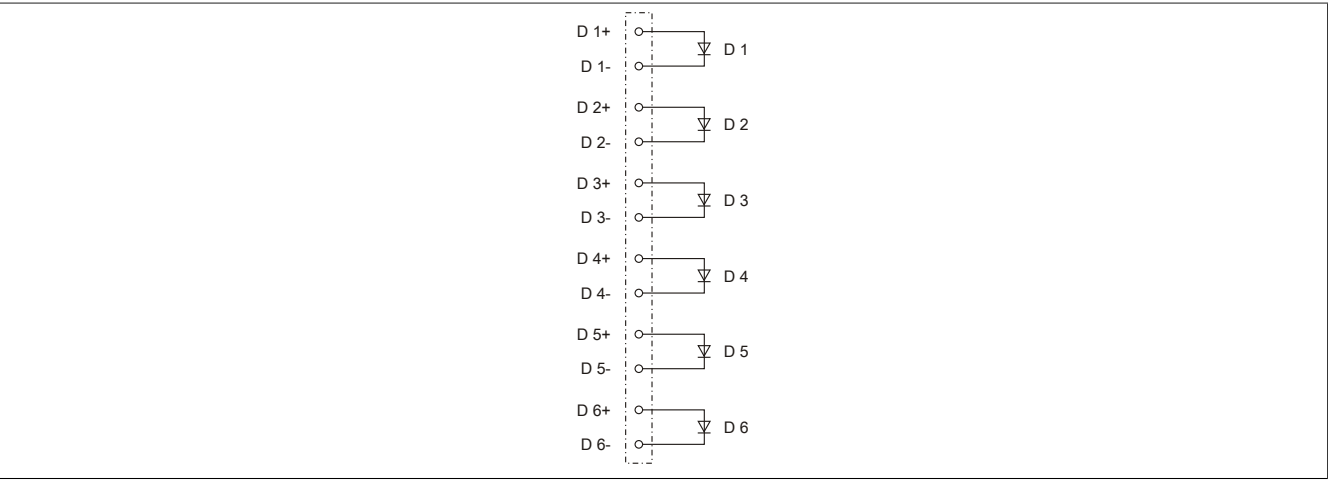 D 1+
D 1
D 1-
D 2+
D 2
D 2-
D 3+
D 3
D 3-
D 4+
D 4
D 4-
D 5+
D 5
D 5-
D 6+
D 6
D 6-